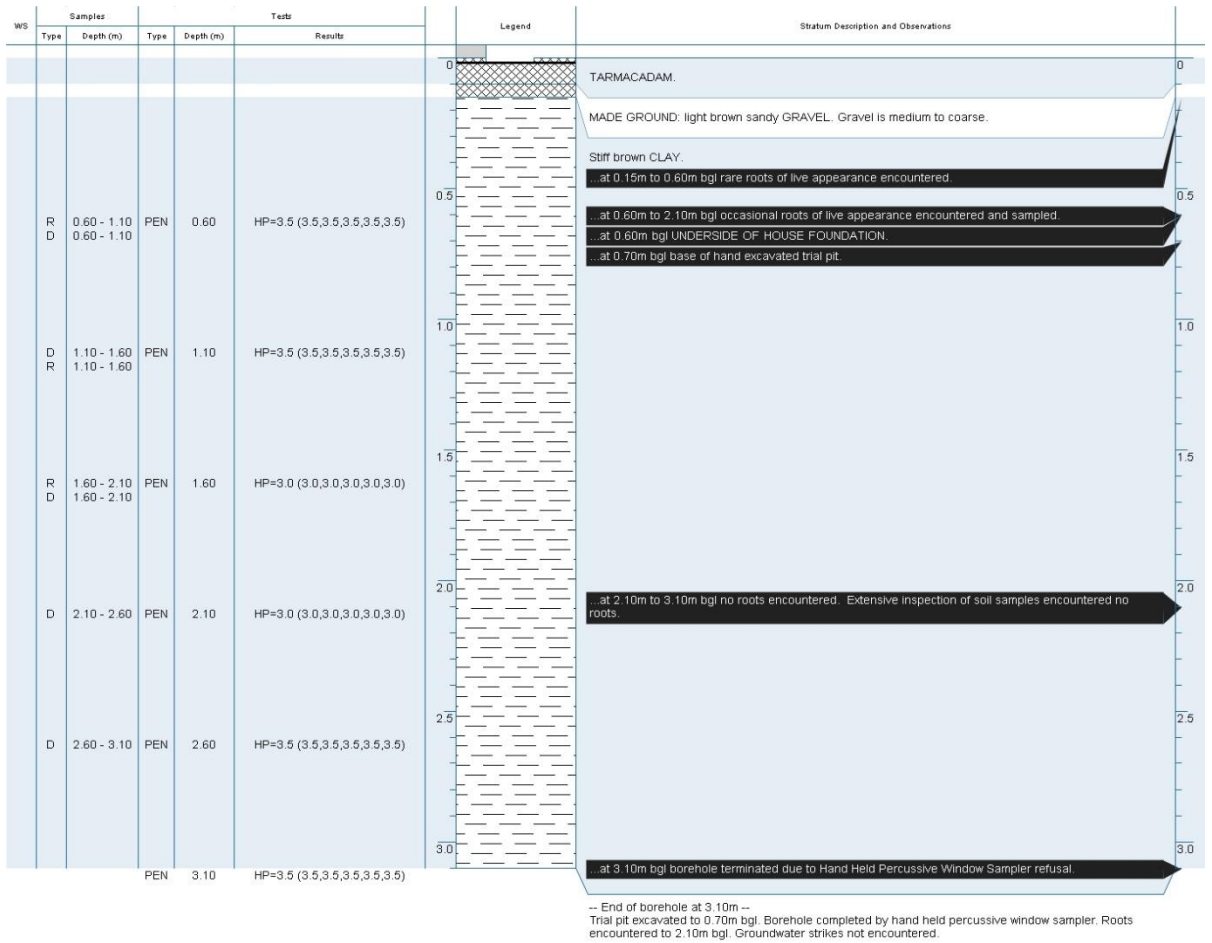 WS
Samples
Tests
Legend
Stratum Description and Observations
Type
Depth (m)
Type
Depth (m)
Results
0
TARMACADAM.
0
MADE GROUND: light brown sandy GRAVEL. Gravel is medium to coarse.
Stiff brown CLAY.
...at 0.15m to 0.60m bgl rare roots of live appearance encountered.
0.5
0.5
...at 0.60m to 2.10m bgl occasional roots of live appearance encountered and sampled.
R 0.60 - 1.10 PEN 0.60 HP=3.5 (3.5,3.5,3.5,3.5,3.5)
D 0.60 - 1.10
...at 0.60m bgl UNDERSIDE OF HOUSE FOUNDATION.
...at 0.70m bgl base of hand excavated trial pit.
1.0
1.0
D 1.10 - 1.60 PEN 1.10 HP=3.5 (3.5,3.5,3.5,3.5,3.5)
R 1.10 - 1.60
1.5
1.5
R 1.60 - 2.10 PEN 1.60 HP=3.0 (3.0,3.0,3.0,3.0,3.0)
D 1.60 - 2.10
2.0
2.0
...at 2.10m to 3.10m bgl no roots encountered. Extensive inspection of soil samples encountered no
roots.
D 2.10 - 2.60 PEN 2.10 HP=3.0 (3.0,3.0,3.0,3.0,3.0)
2.5
2.5
D 2.60 - 3.10 PEN 2.60 HP=3.5 (3.5,3.5,3.5,3.5,3.5)
3.0
3.0
...at 3.10m bgl borehole terminated due to Hand Held Percussive Window Sampler refusal.
PEN 3.10 HP=3.5 (3.5,3.5,3.5,3.5,3.5)
-- End of borehole at 3.10m --
Trial pit excavated to 0.70m bgl. Borehole completed by hand held percussive window sampler. Roots
encountered to 2.10m bgl. Groundwater strikes not encountered.